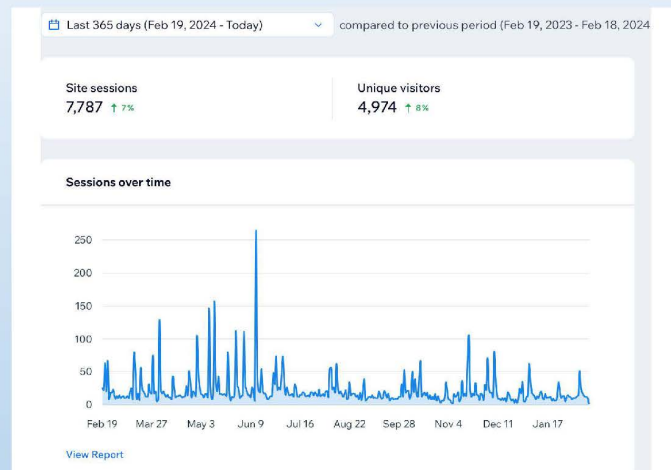 Last 365 days (Feb 19, 2024 - Today) compared to previous period (Feb 19, 2023 - Feb 18, 2024
Site sessions
7,787 ↑ 7%
Unique visitors
4,974 ↑ 8%
Sessions over time
250
200
150
100
50
0
Feb 19 Mar 27 May 3 Jun 9 Jul 16 Aug 22 Sep 28 Nov 4 Dec 11 Jan 17
View Report